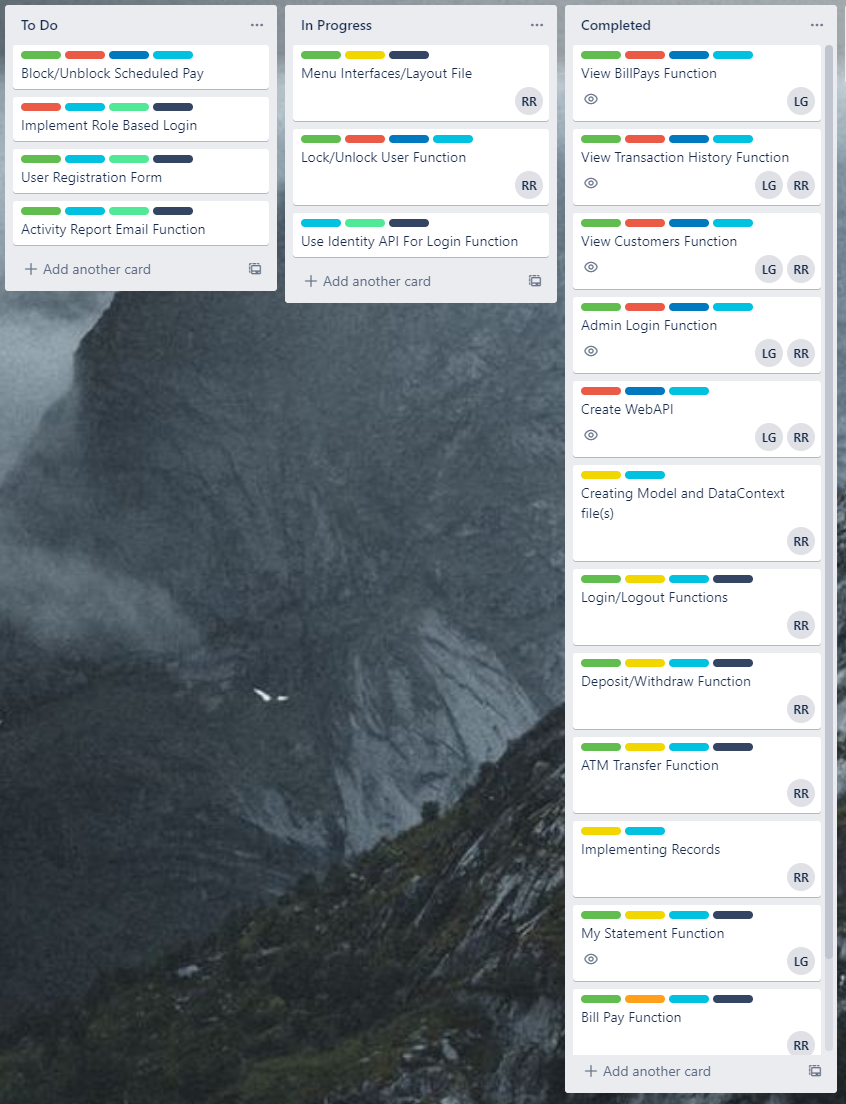 To Do
Block/Unblock Scheduled Pay
Implement Role Based Login
User Registration Form
Activity Report Email Function
Add another card
In Progress
Menu Interfaces/Layout File
RR
Lock/Unlock User Function
RR
Use Identity API For Login Function
Add another card
Completed
View BillPays Function
LG
View Transaction History Function
LG RR
View Customers Function
LG RR
Admin Login Function
LG RR
Create WebAPI
LG RR
Creating Model and DataContext
file(s)
RR
Login/Logout Functions
RR
Deposit/Withdraw Function
RR
ATM Transfer Function
RR
Implementing Records
RR
My Statement Function
LG
Bill Pay Function
RR
Add another card